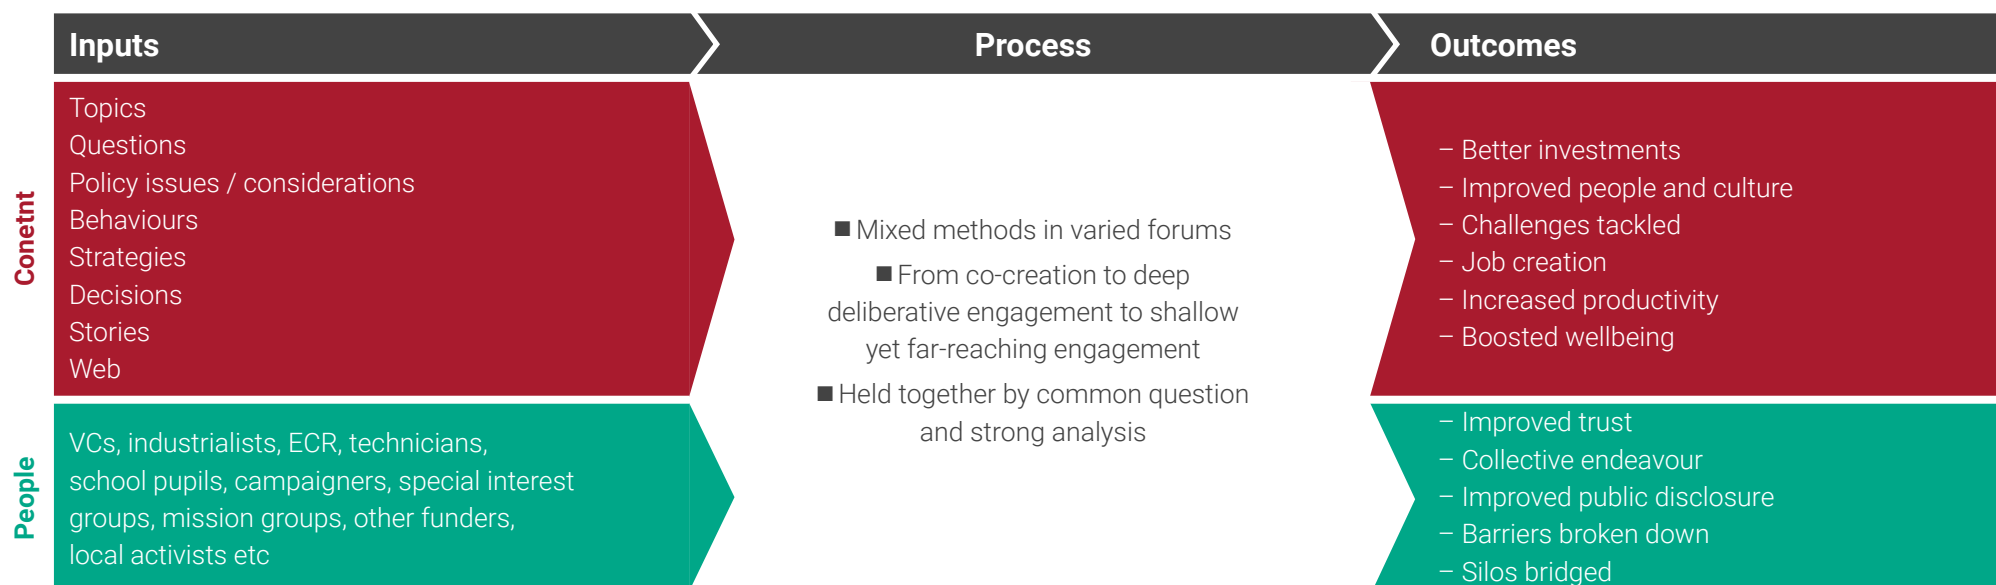 Inputs
Process
Outcomes
Conetnt
Topics
Questions
Policy issues / considerations
Behaviours
Strategies
Decisions
Stories
Web
■ Mixed methods in varied forums
■ From co-creation to deep
deliberative engagement to shallow
yet far-reaching engagement
■ Held together by common question
and strong analysis
– Better investments
– Improved people and culture
– Challenges tackled
– Job creation
– Increased productivity
– Boosted wellbeing
People
VCs, industrialists, ECR, technicians,
school pupils, campaigners, special interest
groups, mission groups, other funders,
local activists etc
– Improved trust
– Collective endeavour
– Improved public disclosure
– Barriers broken down
– Silos bridged